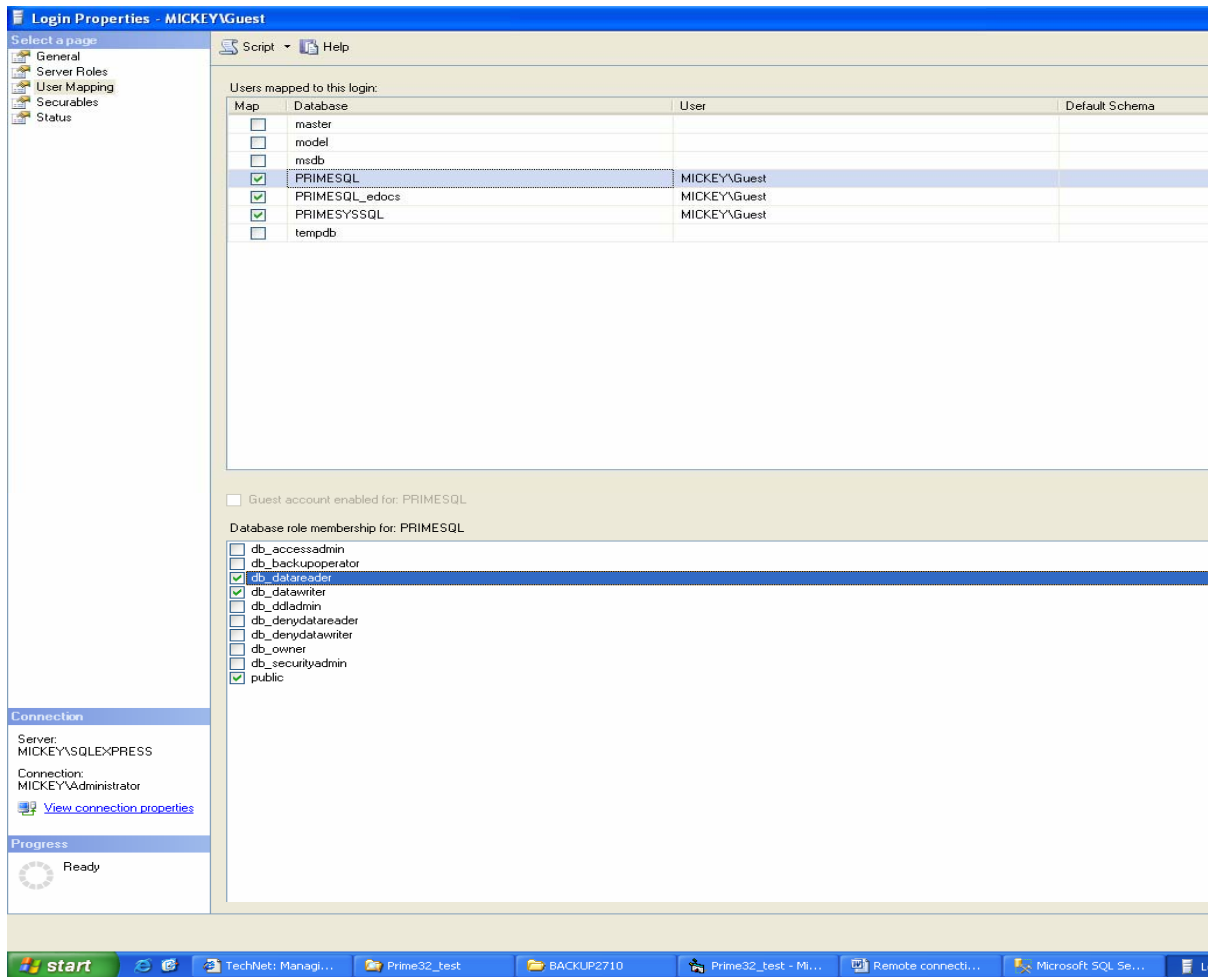 Login Properties - MICKEY\Guest
Select a page
General
Server Roles
User Mapping
Securables
Status
Script Help
Users mapped to this login:
Map Database User Default Schema
master
model
msdb
PRIMESQL MICKEY\Guest
PRIMESQL_edocs MICKEY\Guest
PRIMESYSSQL MICKEY\Guest
tempdb
Guest account enabled for: PRIMESQL
Database role membership for: PRIMESQL
db_accessadmin
db_backupoperator
db_datareader
db_datawriter
db_ddladmin
db_denydatareader
db_denydatawriter
db_owner
db_securityadmin
public
Connection
Server:
MICKEY\SQLEXPRESS
Connection:
MICKEY\Administrator
View connection properties
Progress
Ready
start TechNet: Managi... Prime32_test BACKUP2710 Prime32_test - Mi... Remote connecti... Microsoft SQL Se... L